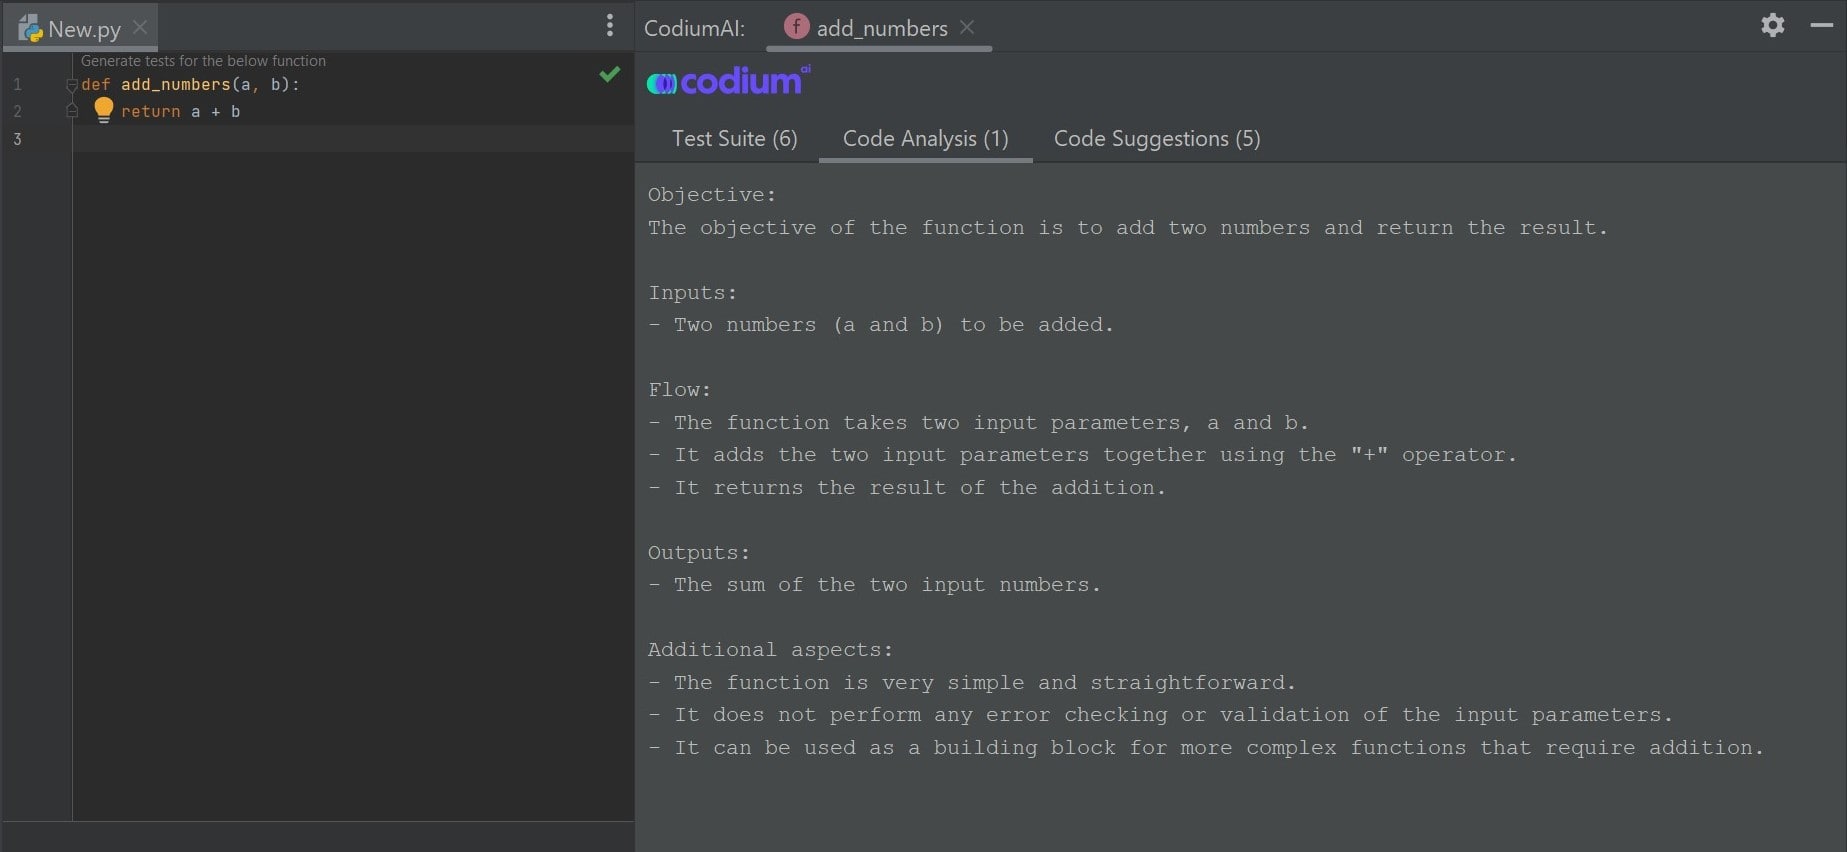 New.py
Generate tests for the below function
1 def add_numbers(a, b):
2 return a + b
3
CodiumAI: f add_numbers
codium ai
Test Suite (6) Code Analysis (1) Code Suggestions (5)
Objective:
The objective of the function is to add two numbers and return the result.
Inputs:
- Two numbers (a and b) to be added.
Flow:
- The function takes two input parameters, a and b.
- It adds the two input parameters together using the "+" operator.
- It returns the result of the addition.
Outputs:
- The sum of the two input numbers.
Additional aspects:
- The function is very simple and straightforward.
- It does not perform any error checking or validation of the input parameters.
- It can be used as a building block for more complex functions that require addition.